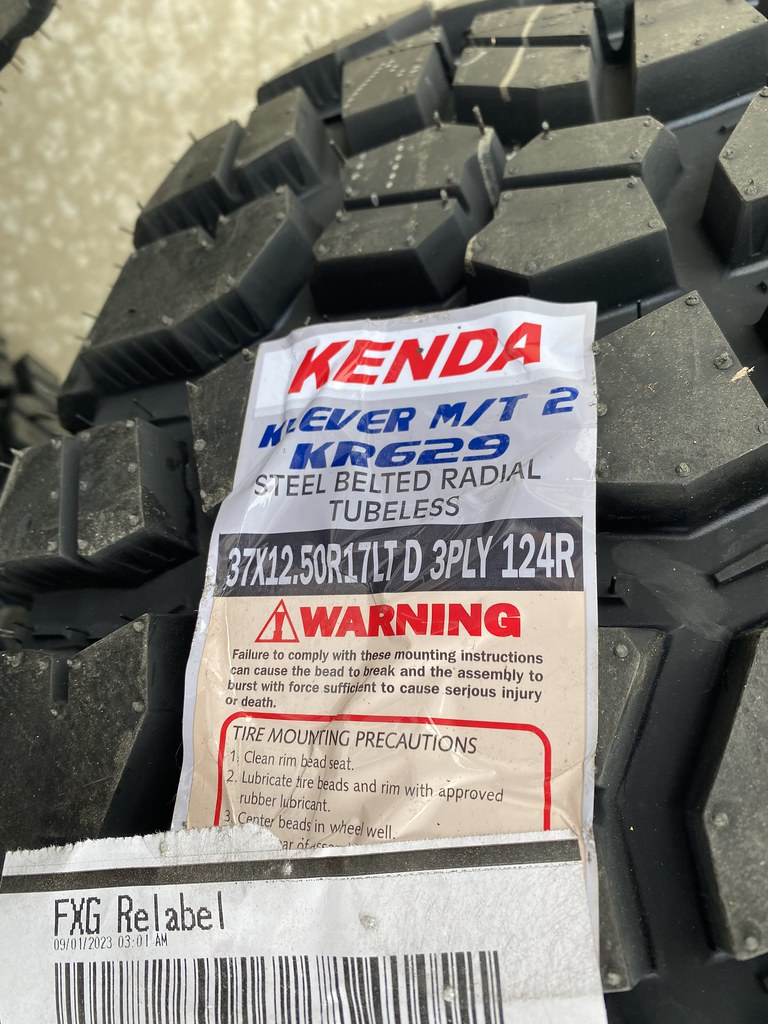 KENDA
KLEVER M/T 2
KR629
STEEL BELTED RADIAL
TUBELESS
37X12.50R17LT D 3PLY 124R
WARNING
Failure to comply with these mounting instructions
can cause the bead to break and the assembly to
burst with force sufficient to cause serious injury
or death.
TIRE MOUNTING PRECAUTIONS
1. Clean rim bead seat.
2. Lubricate tire beads and rim with approved
rubber lubricant.
3. Center beads in wheel well.
FXG Relabel
09/01/2023 03:01 AM